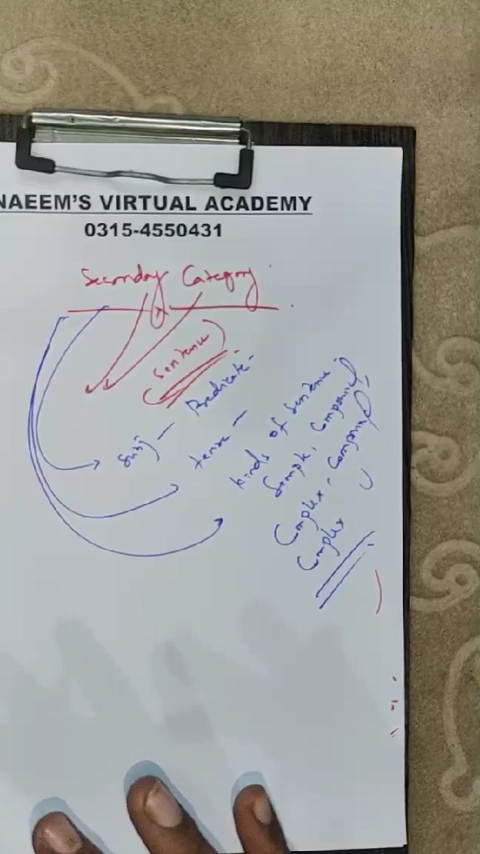 NAEEM'S VIRTUAL ACADEMY
0315-4550431
Secondary Category
(Sentence)
Subj — Predicate -
tense —
Kinds of Sentence
Simple, Compound,
Complex - Compound
Complex